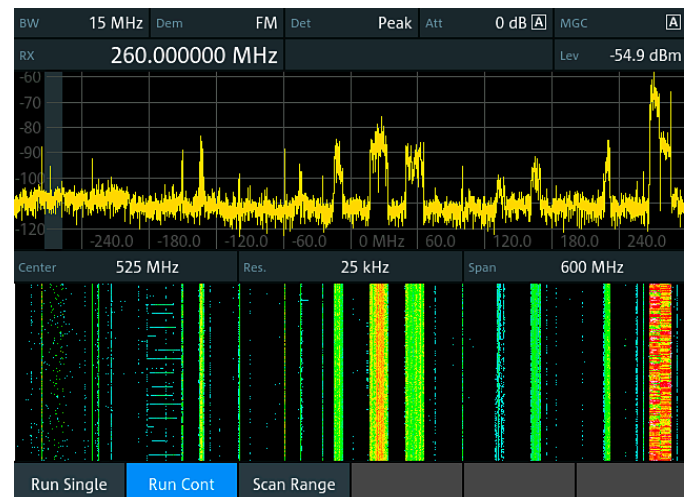 BW 15 MHz Dem FM Det Peak Att 0 dB A MGC A
RX 260.000000 MHz Lev -54.9 dBm
-60
-70
-80
-90
-100
-120
-240.0 -180.0 -120.0 -60.0 0 MHz 60.0 120.0 180.0 240.0
Center 525 MHz Res. 25 kHz Span 600 MHz
Run Single Run Cont Scan Range